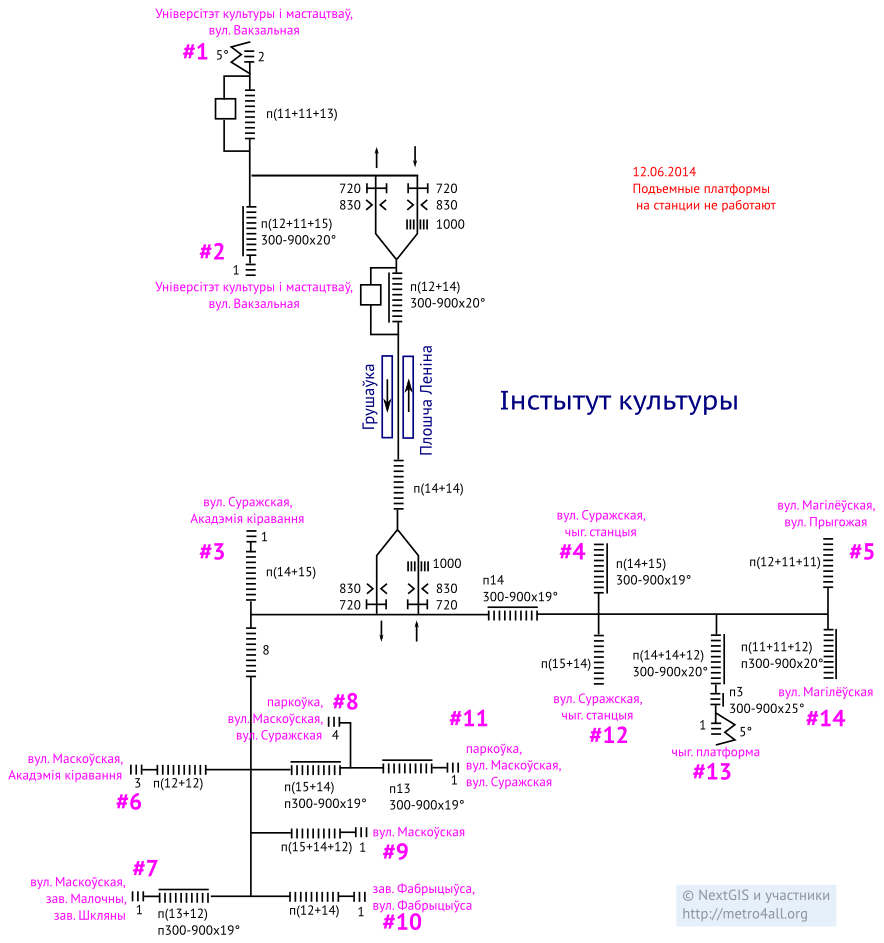 Універсітэт культуры і мастацтваў,
вул. Вакзальная
#1
5°
2
п(11+11+13)
12.06.2014
Подъемные платформы
на станции не работают
720
720
830
830
1000
п(12+11+15)
300-900x20°
#2
1
Універсітэт культуры і мастацтваў,
вул. Вакзальная
п(12+14)
300-900x20°
Грушаўка
Плошча Леніна
Інстытут культуры
п(14+14)
вул. Суражская,
Акадэмія кіравання
1
#3
п(14+15)
1000
830
830
720
720
п14
300-900x19°
вул. Суражская,
чыг. станцыя
#4
п(14+15)
300-900x19°
вул. Магілёўская,
вул. Прыгожая
#5
п(12+11+11)
8
п(15+14)
вул. Суражская,
чыг. станцыя
#12
п(14+14+12)
300-900x20°
п3
300-900x25°
1
5°
чыг. платформа
#13
п(11+11+12)
п300-900x20°
вул. Магілёўская
#14
паркоўка,
вул. Маскоўская,
вул. Суражская
#8
4
#11
паркоўка,
вул. Маскоўская,
вул. Суражская
1
п13
300-900x19°
п(15+14)
п300-900x19°
вул. Маскоўская,
Акадэмія кіравання
3
п(12+12)
#6
п(15+14+12)
1
вул. Маскоўская
#9
#7
вул. Маскоўская,
зав. Малочны,
зав. Шкляны
1
п(13+12)
п300-900x19°
п(12+14)
1
зав. Фабрыцыўса,
вул. Фабрыцыўса
#10
© NextGIS и участники
http://metro4all.org